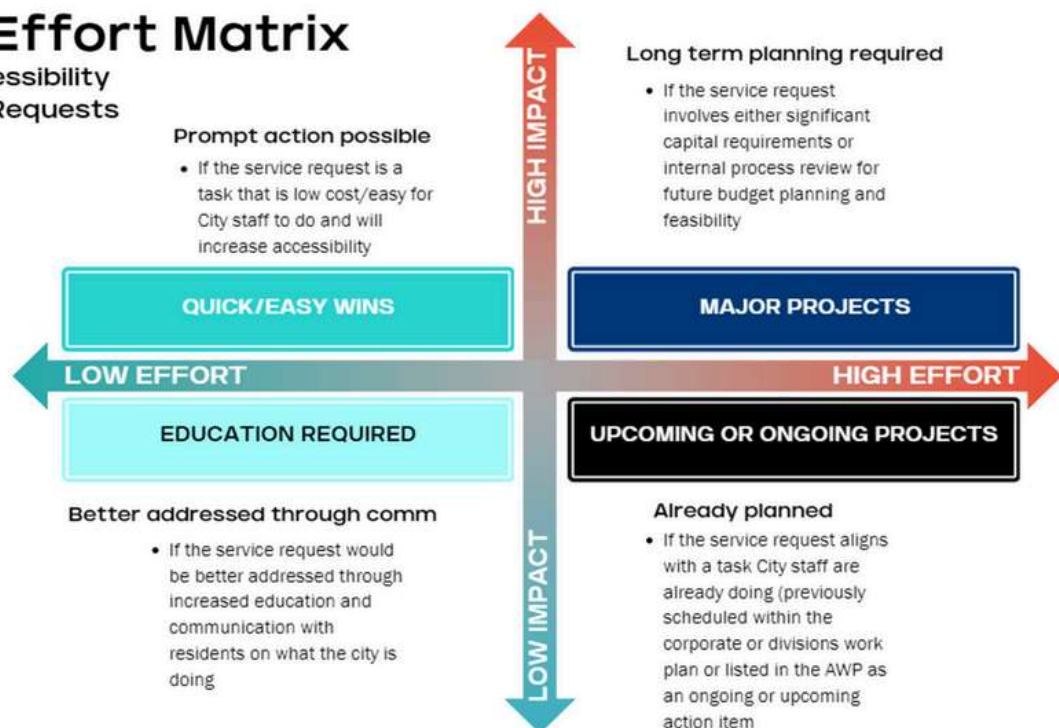 Effort Matrix
essibility
Requests
Prompt action possible
• If the service request is a
task that is low cost/easy for
City staff to do and will
increase accessibility
Long term planning required
• If the service request
involves either significant
capital requirements or
internal process review for
future budget planning and
feasibility
HIGH IMPACT
QUICK/EASY WINS
MAJOR PROJECTS
LOW EFFORT
HIGH EFFORT
EDUCATION REQUIRED
UPCOMING OR ONGOING PROJECTS
LOW IMPACT
Better addressed through comm
• If the service request would
be better addressed through
increased education and
communication with
residents on what the city is
doing
Already planned
• If the service request aligns
with a task City staff are
already doing (previously
scheduled within the
corporate or divisions work
plan or listed in the AWP as
an ongoing or upcoming
action item